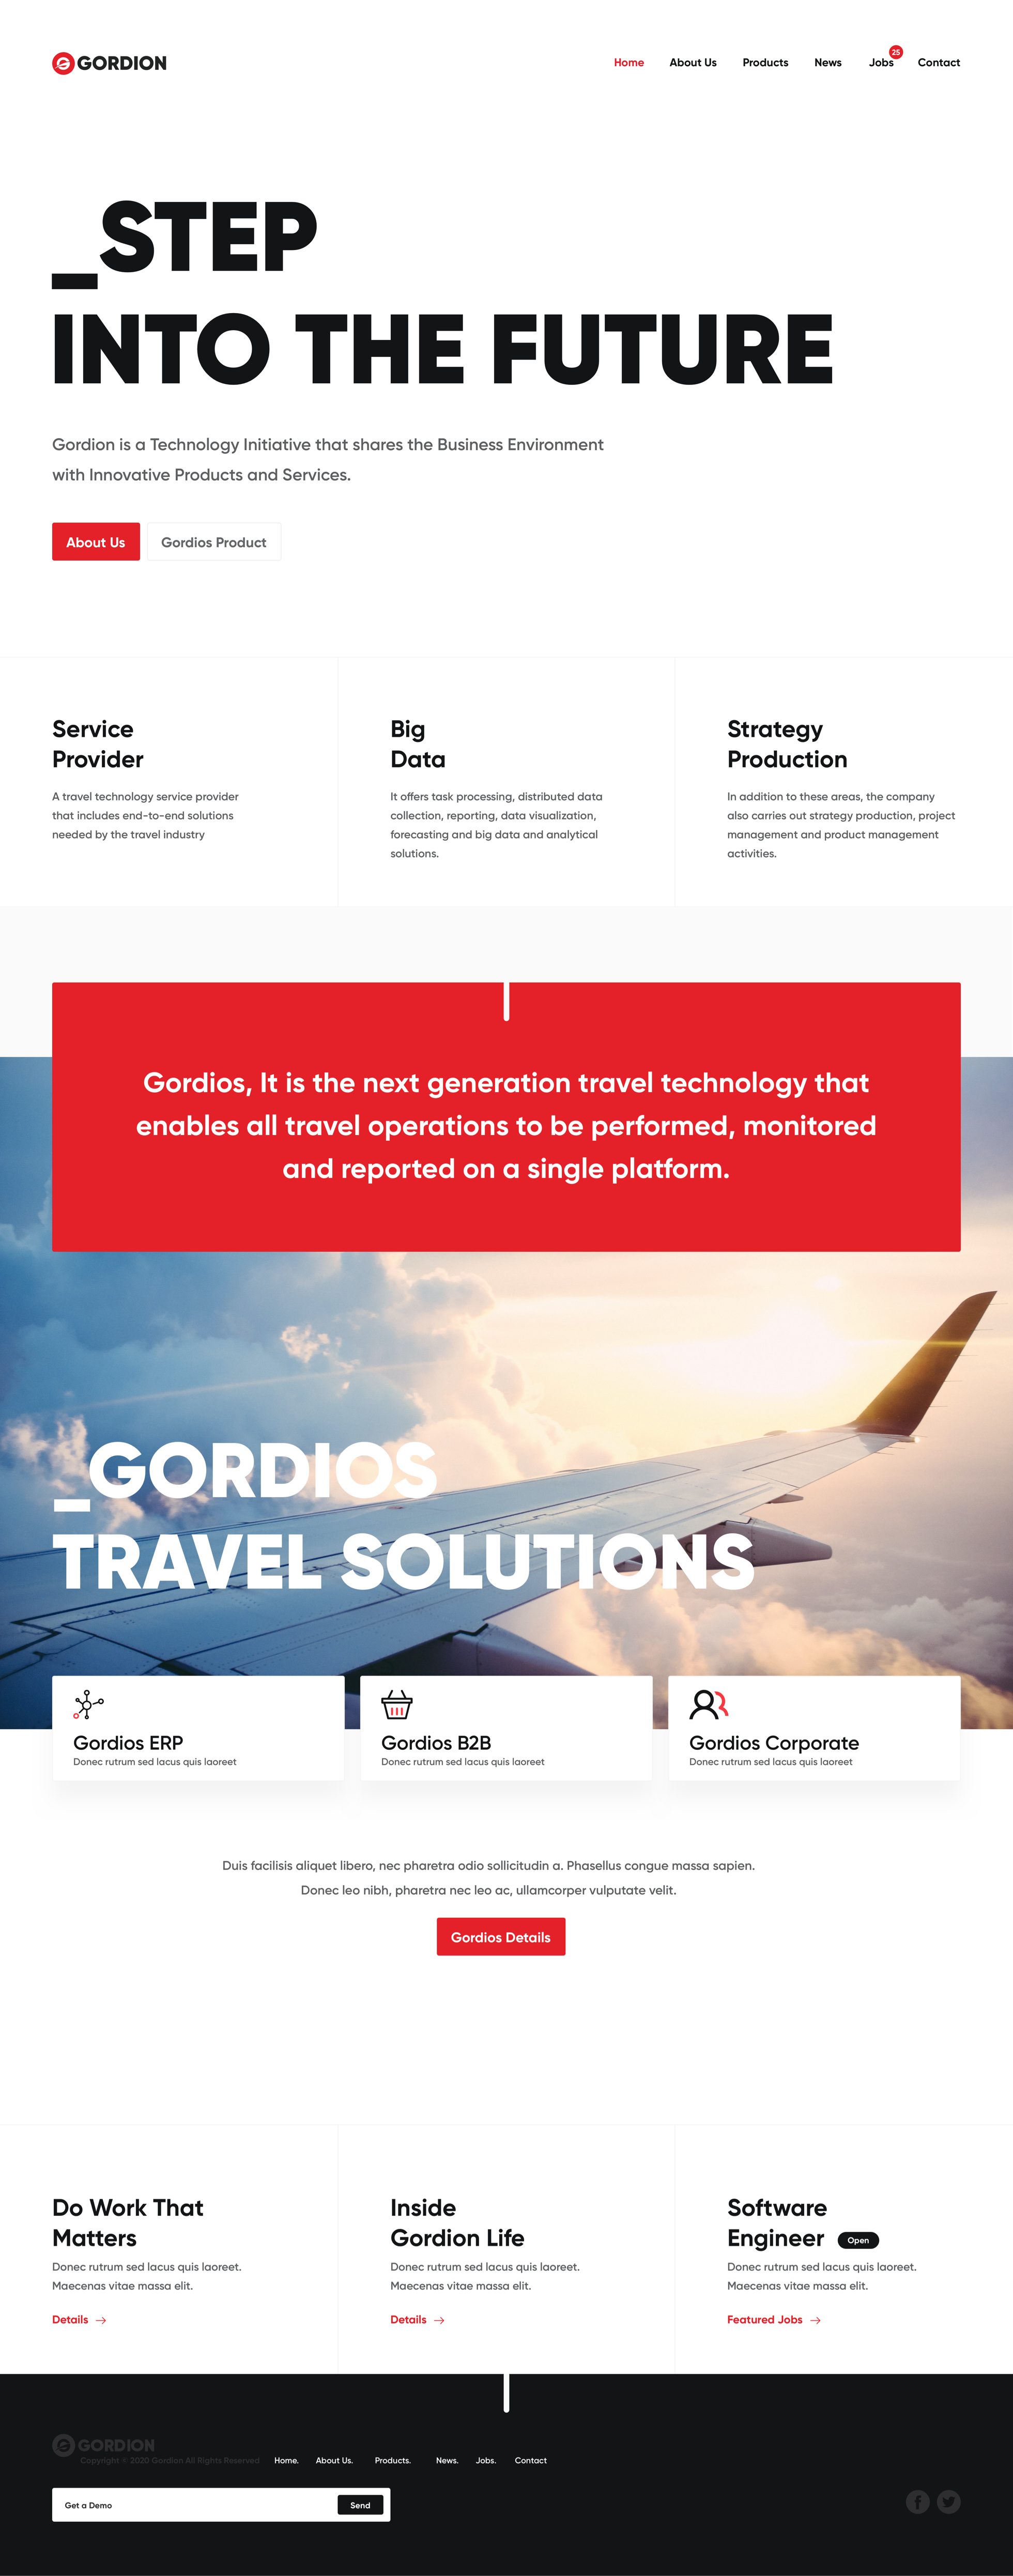 GORDION
Home About Us Products News Jobs 25 Contact
_STEP
INTO THE FUTURE
Gordion is a Technology Initiative that shares the Business Environment
with Innovative Products and Services.
About Us Gordios Product
Service
Provider
A travel technology service provider
that includes end-to-end solutions
needed by the travel industry
Big
Data
It offers task processing, distributed data
collection, reporting, data visualization,
forecasting and big data and analytical
solutions.
Strategy
Production
In addition to these areas, the company
also carries out strategy production, project
management and product management
activities.
Gordios, It is the next generation travel technology that
enables all travel operations to be performed, monitored
and reported on a single platform.
_GORDIOS
TRAVEL SOLUTIONS
Gordios ERP
Donec rutrum sed lacus quis laoreet
Gordios B2B
Donec rutrum sed lacus quis laoreet
Gordios Corporate
Donec rutrum sed lacus quis laoreet
Duis facilisis aliquet libero, nec pharetra odio sollicitudin a. Phasellus congue massa sapien.
Donec leo nibh, pharetra nec leo ac, ullamcorper vulputate velit.
Gordios Details
Do Work That
Matters
Donec rutrum sed lacus quis laoreet.
Maecenas vitae massa elit.
Details
Inside
Gordion Life
Donec rutrum sed lacus quis laoreet.
Maecenas vitae massa elit.
Details
Software
Engineer Open
Donec rutrum sed lacus quis laoreet.
Maecenas vitae massa elit.
Featured Jobs
GORDION
Copyright © 2020 Gordion All Rights Reserved Home. About Us. Products. News. Jobs. Contact
Get a Demo Send